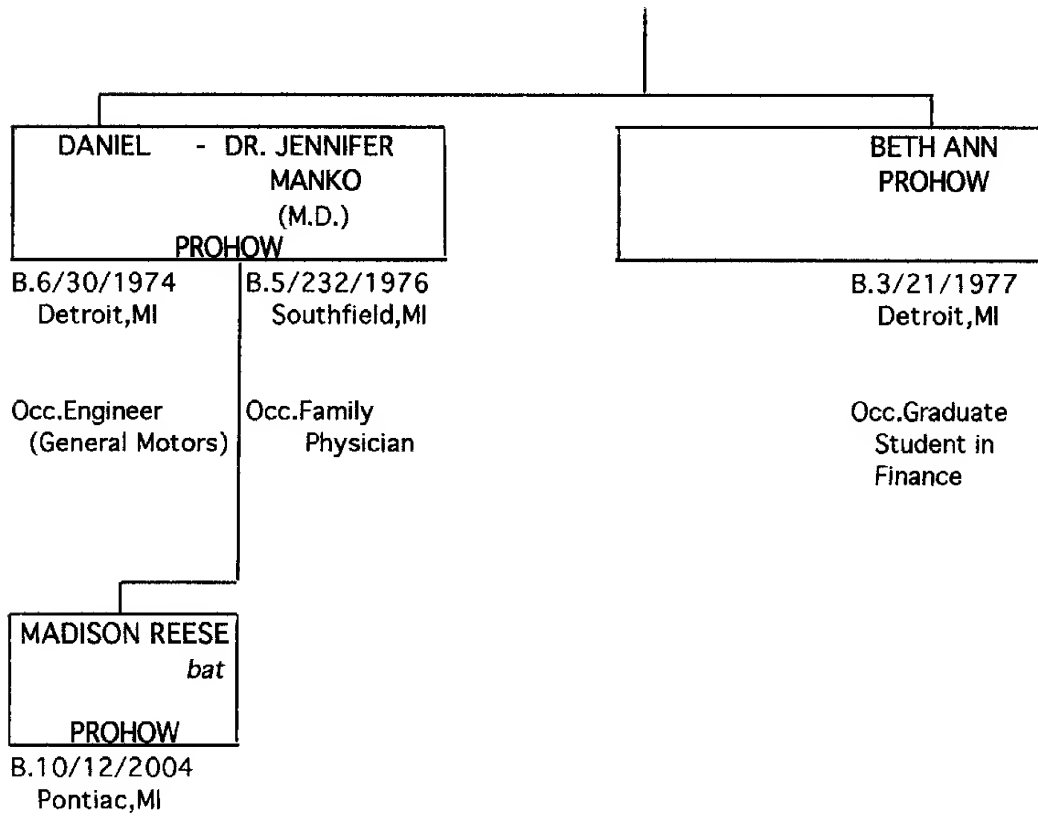 DANIEL - DR. JENNIFER
MANKO
(M.D.)
PROHOW
B.6/30/1974
Detroit,MI
B.5/232/1976
Southfield,MI
Occ.Engineer
(General Motors)
Occ.Family
Physician
BETH ANN
PROHOW
B.3/21/1977
Detroit,MI
Occ.Graduate
Student in
Finance
MADISON REESE
bat
PROHOW
B.10/12/2004
Pontiac,MI